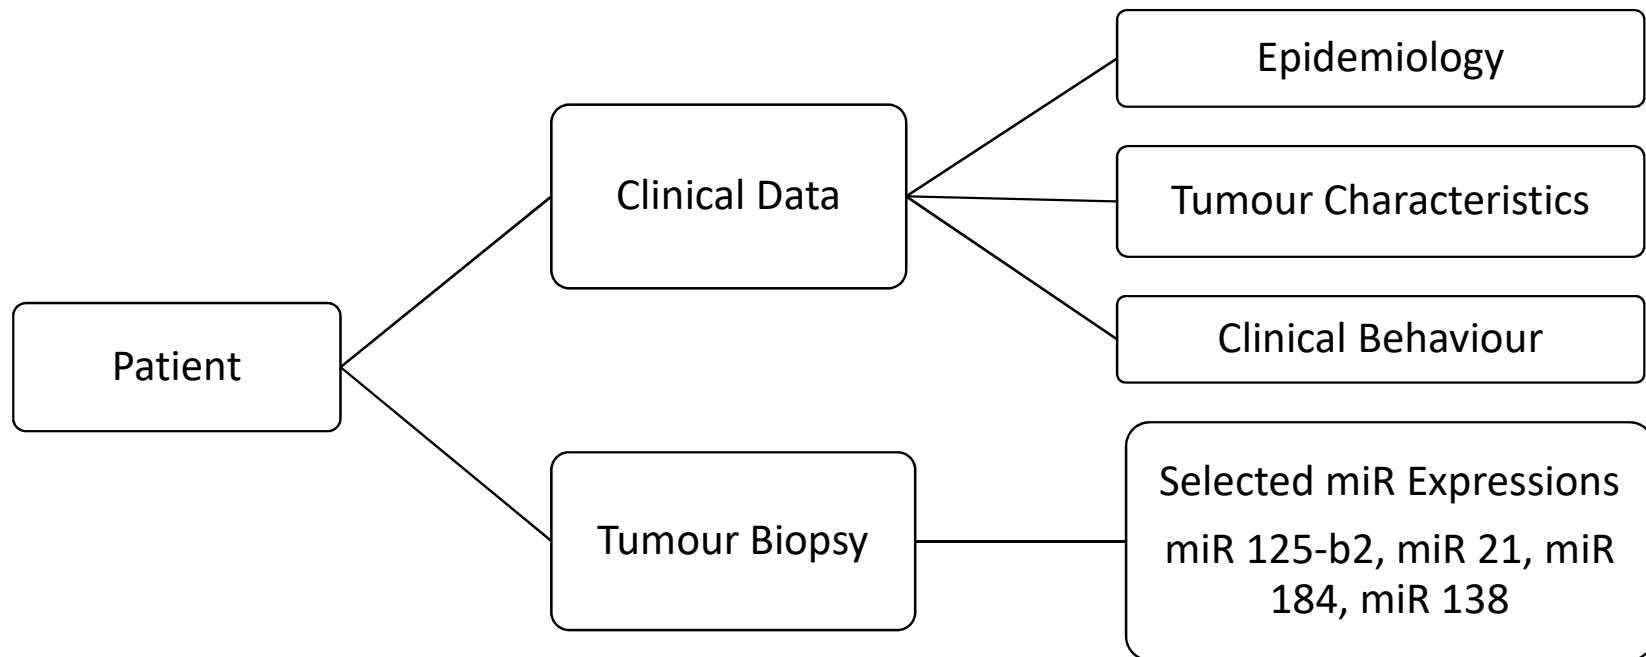 Epidemiology
Clinical Data
Tumour Characteristics
Clinical Behaviour
Patient
Selected miR Expressions
miR 125-b2, miR 21, miR
184, miR 138
Tumour Biopsy